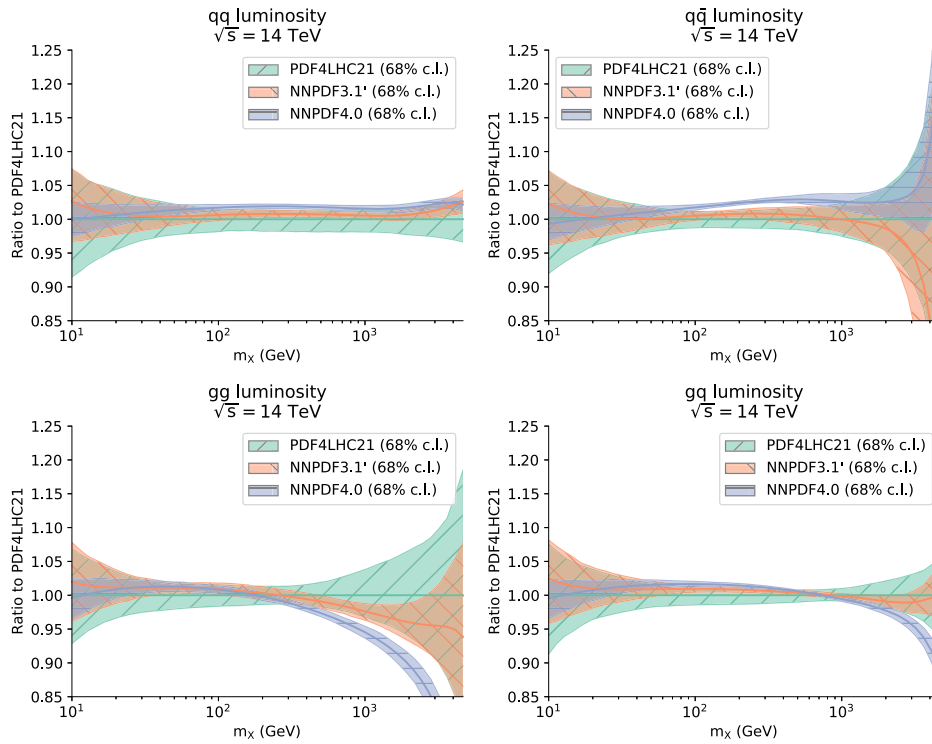 qq luminosity
√s = 14 TeV
1.25
1.20
1.15
1.10
1.05
1.00
0.95
0.90
0.85
Ratio to PDF4LHC21
PDF4LHC21 (68% c.l.)
NNPDF3.1' (68% c.l.)
NNPDF4.0 (68% c.l.)
10¹ 10² 10³
mX (GeV)
qq̄ luminosity
√s = 14 TeV
1.25
1.20
1.15
1.10
1.05
1.00
0.95
0.90
0.85
Ratio to PDF4LHC21
PDF4LHC21 (68% c.l.)
NNPDF3.1' (68% c.l.)
NNPDF4.0 (68% c.l.)
10¹ 10² 10³
mX (GeV)
gg luminosity
√s = 14 TeV
1.25
1.20
1.15
1.10
1.05
1.00
0.95
0.90
0.85
Ratio to PDF4LHC21
PDF4LHC21 (68% c.l.)
NNPDF3.1' (68% c.l.)
NNPDF4.0 (68% c.l.)
10¹ 10² 10³
mX (GeV)
gq luminosity
√s = 14 TeV
1.25
1.20
1.15
1.10
1.05
1.00
0.95
0.90
0.85
Ratio to PDF4LHC21
PDF4LHC21 (68% c.l.)
NNPDF3.1' (68% c.l.)
NNPDF4.0 (68% c.l.)
10¹ 10² 10³
mX (GeV)